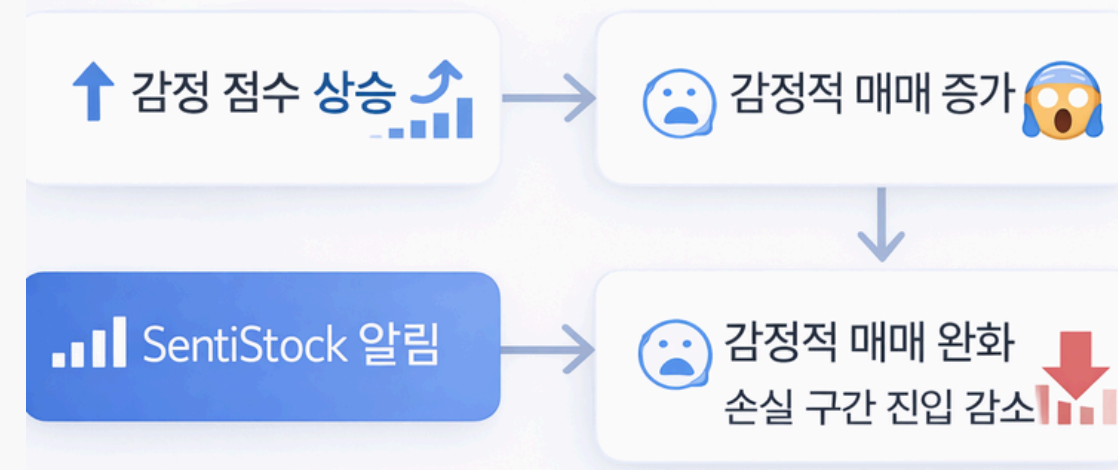 감정 점수 상승
감정적 매매 증가
SentiStock 알림
감정적 매매 완화
손실 구간 진입 감소